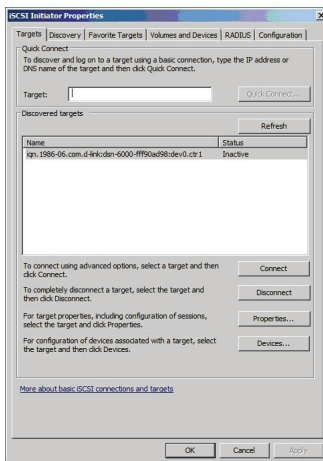 iSCSI Initiator Properties
Targets Discovery Favorite Targets Volumes and Devices RADIUS Configuration
Quick Connect
To discover and log on to a target using a basic connection, type the IP address or
DNS name of the target and then click Quick Connect.
Target:
Quick Connect...
Discovered targets
Refresh
Name Status
iqn.1986-06.com.d-link:dsn-6000-fff90ad98:dev0.ctr1 Inactive
To connect using advanced options, select a target and then
click Connect.
Connect
To completely disconnect a target, select the target and
then click Disconnect.
Disconnect
For target properties, including configuration of sessions,
select the target and click Properties.
Properties...
For configuration of devices associated with a target, select
the target and then click Devices.
Devices...
More about basic iSCSI connections and targets
OK Cancel Apply